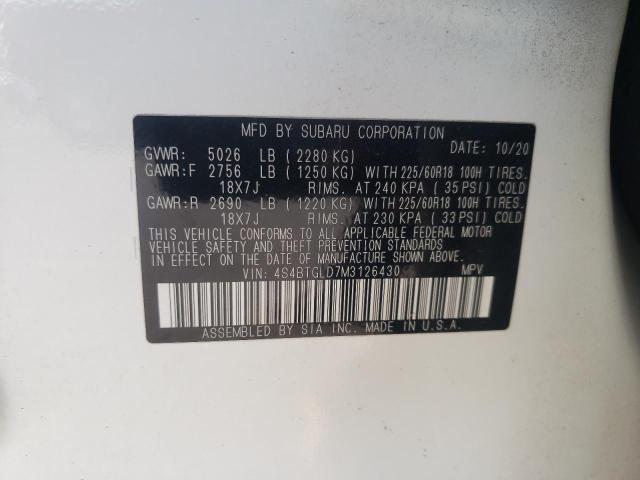 MFD BY SUBARU CORPORATION
DATE: 10/20
GVWR: 5026 LB ( 2280 KG)
GAWR:F 2756 LB ( 1250 KG) WITH 225/60R18 100H TIRES.
18X7J RIMS. AT 240 KPA ( 35 PSI) COLD
GAWR:R 2690 LB ( 1220 KG) WITH 225/60R18 100H TIRES.
18X7J RIMS. AT 230 KPA ( 33 PSI) COLD
THIS VEHICLE CONFORMS TO ALL APPLICABLE FEDERAL MOTOR
VEHICLE SAFETY AND THEFT PREVENTION STANDARDS
IN EFFECT ON THE DATE OF MANUFACTURE SHOWN ABOVE.
VIN: 4S4BTGLD7M3126430 MPV
ASSEMBLED BY SIA INC. MADE IN U.S.A.